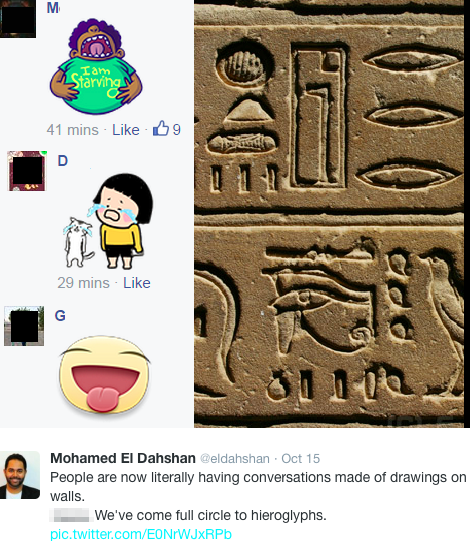 M
I am
Starving
41 mins · Like · 9
D
29 mins · Like
G
Mohamed El Dahshan @eldahshan · Oct 15
People are now literally having conversations made of drawings on
walls.
We've come full circle to hieroglyphs.
pic.twitter.com/E0NrWJxRPb